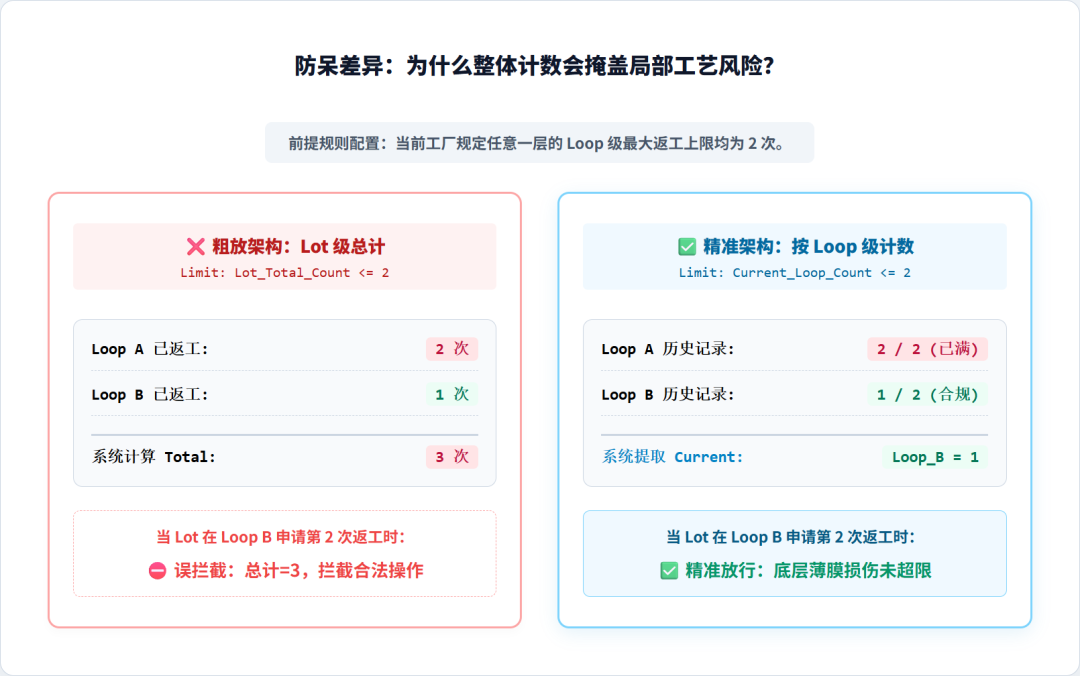 防呆差异：为什么整体计数会掩盖局部工艺风险?
前提规则配置：当前工厂规定任意一层的 Loop 级最大返工上限均为 2 次。
❌ 粗放架构：Lot 级总计
Limit: Lot_Total_Count <= 2
Loop A 已返工: 2 次
Loop B 已返工: 1 次
系统计算 Total: 3 次
当 Lot 在 Loop B 申请第 2 次返工时：
⛔ 误拦截：总计=3，拦截合法操作
✅ 精准架构：按 Loop 级计数
Limit: Current_Loop_Count <= 2
Loop A 历史记录: 2 / 2 (已满)
Loop B 历史记录: 1 / 2 (合规)
系统提取 Current: Loop_B = 1
当 Lot 在 Loop B 申请第 2 次返工时：
✅ 精准放行：底层薄膜损伤未超限